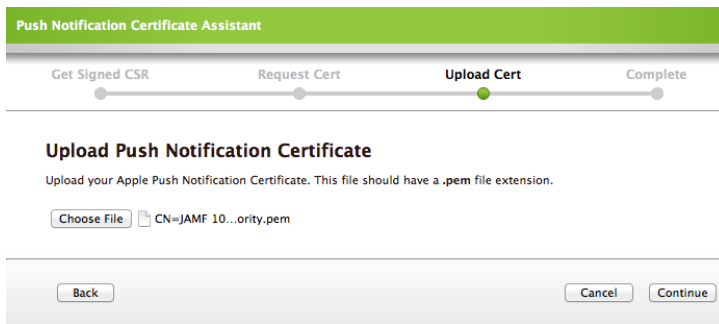 Push Notification Certificate Assistant
Get Signed CSR Request Cert Upload Cert Complete
Upload Push Notification Certificate
Upload your Apple Push Notification Certificate. This file should have a .pem file extension.
Choose File CN=JAMF 10...ority.pem
Back Cancel Continue